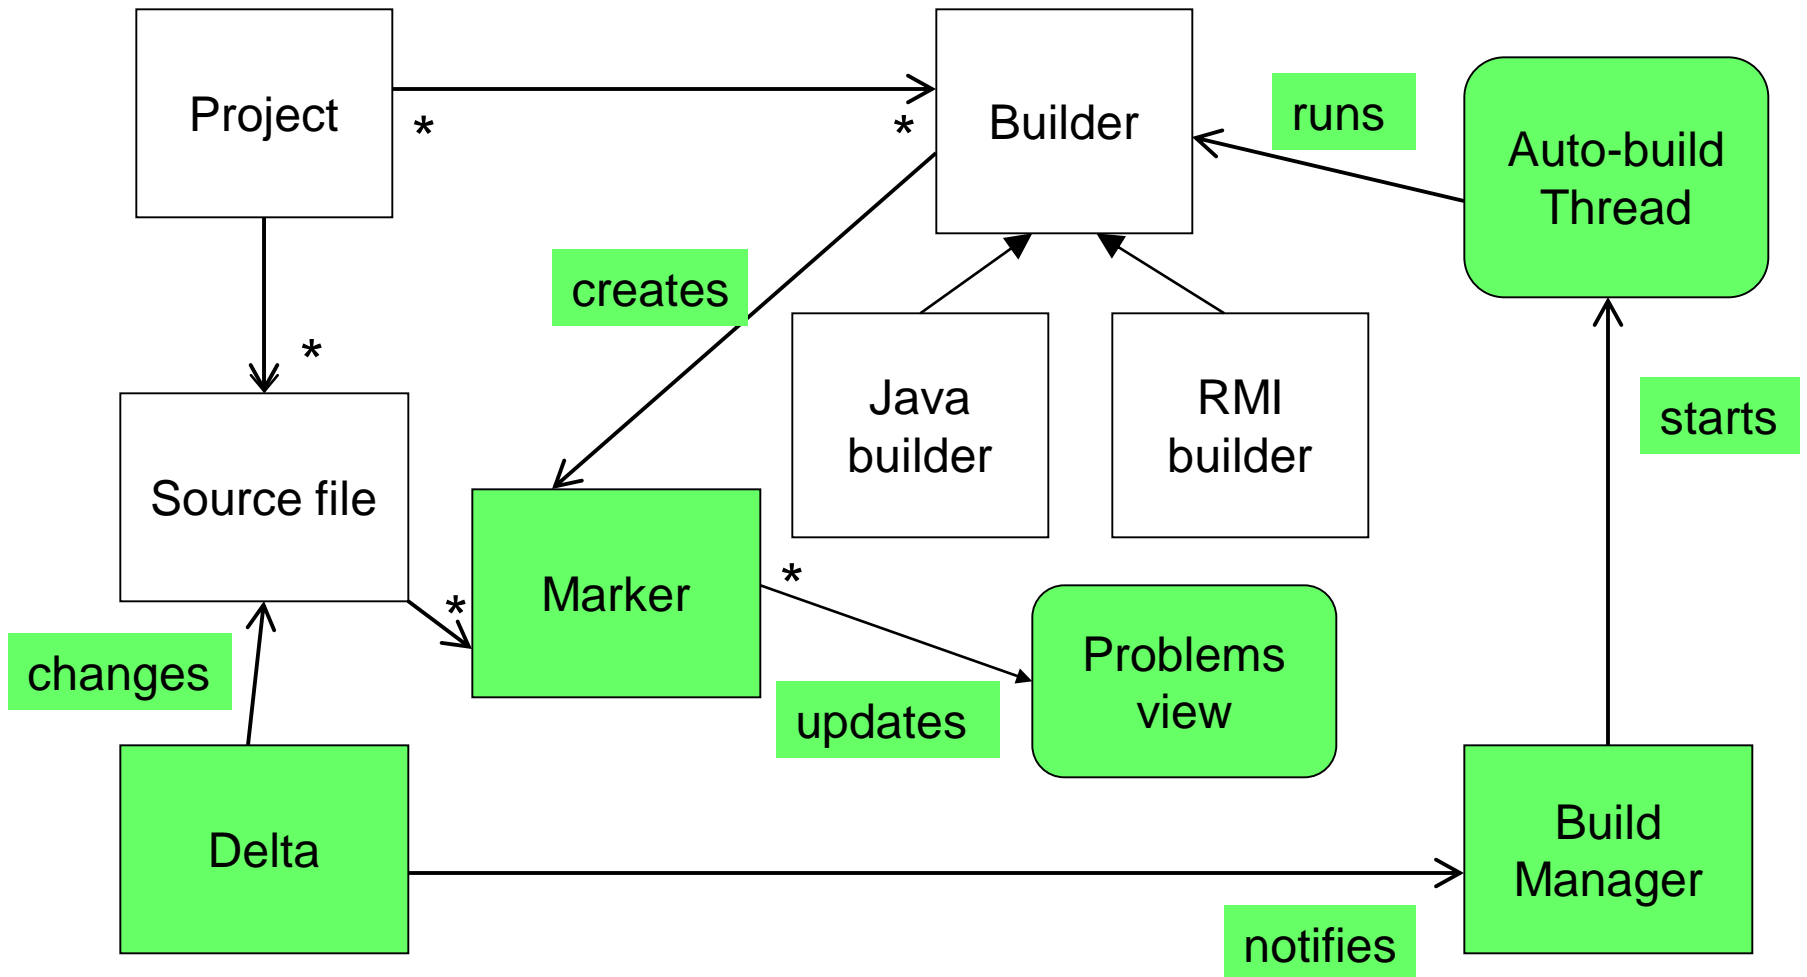 Project
*
*
Builder
runs
Auto-build
Thread
creates
*
Java
builder
RMI
builder
starts
Source file
*
Marker
*
Problems
view
changes
updates
Delta
Build
Manager
notifies